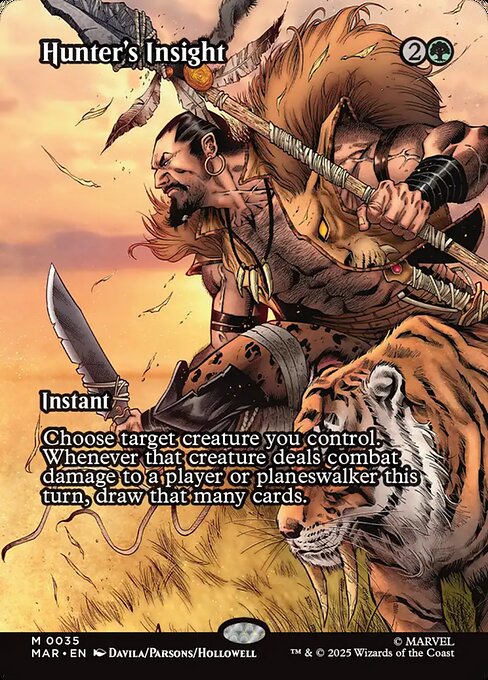 Hunter's Insight 2
Instant
Choose target creature you control.
Whenever that creature deals combat
damage to a player or planeswalker this
turn, draw that many cards.
M 0035
MAR • EN Davila/Parsons/Hollowell
© MARVEL
™ & © 2025 Wizards of the Coast